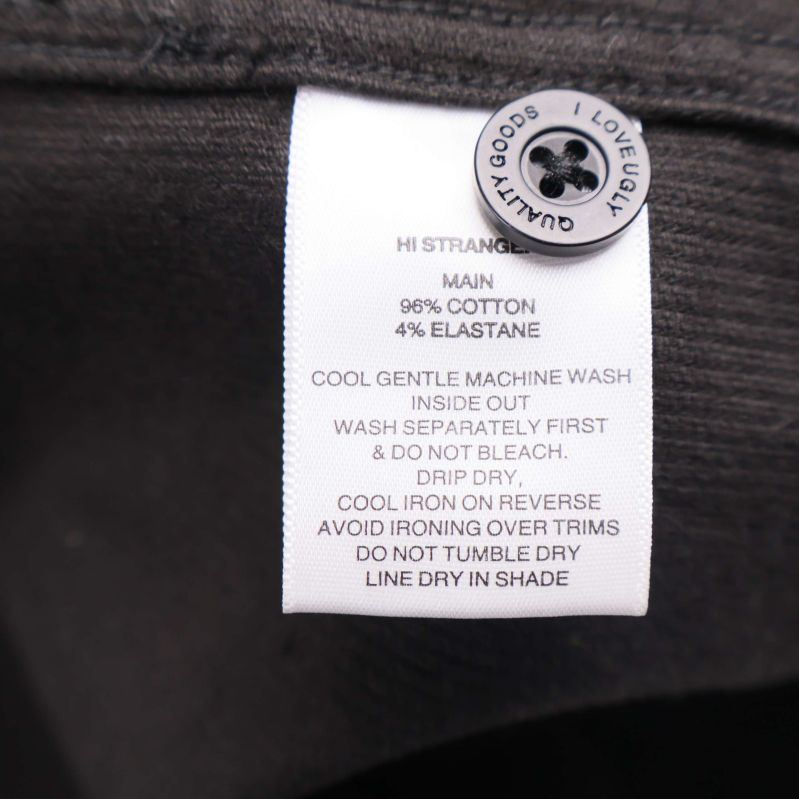 I LOVE UGLY
QUALITY GOODS
HI
MAIN
96% COTTON
4% ELASTANE
COOL GENTLE MACHINE WASH
INSIDE OUT
WASH SEPARATELY FIRST
& DO NOT BLEACH.
DRIP DRY,
COOL IRON ON REVERSE
AVOID IRONING OVER TRIMS
DO NOT TUMBLE DRY
LINE DRY IN SHADE